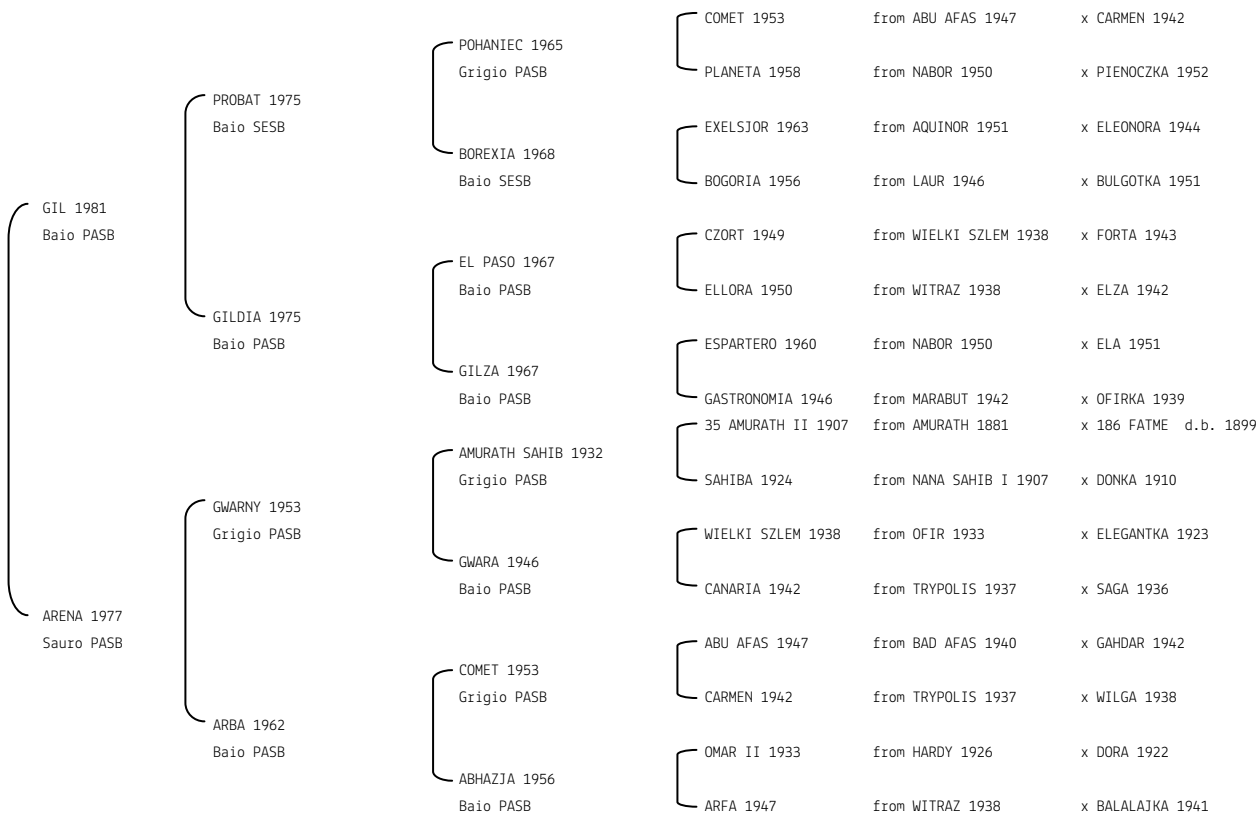 COMET 1953 from ABU AFAS 1947 x CARMEN 1942
POHANIEC 1965
Grigio PASB
PLANETA 1958 from NABOR 1950 x PIENOCZKA 1952
PROBAT 1975
Baio SESB
EXELSJOR 1963 from AQUINOR 1951 x ELEONORA 1944
BOREXIA 1968
Baio SESB
BOGORIA 1956 from LAUR 1946 x BULGOTKA 1951
GIL 1981
Baio PASB
CZORT 1949 from WIELKI SZLEM 1938 x FORTA 1943
EL PASO 1967
Baio PASB
ELLORA 1950 from WITRAZ 1938 x ELZA 1942
GILDIA 1975
Baio PASB
ESPARTERO 1960 from NABOR 1950 x ELA 1951
GILZA 1967
Baio PASB
GASTRONOMIA 1946 from MARABUT 1942 x OFIRKA 1939
35 AMURATH II 1907 from AMURATH 1881 x 186 FATME d.b. 1899
AMURATH SAHIB 1932
Grigio PASB
SAHIBA 1924 from NANA SAHIB I 1907 x DONKA 1910
GWARNY 1953
Grigio PASB
WIELKI SZLEM 1938 from OFIR 1933 x ELEGANTKA 1923
GWARA 1946
Baio PASB
CANARIA 1942 from TRYPOLIS 1937 x SAGA 1936
ARENA 1977
Sauro PASB
ABU AFAS 1947 from BAD AFAS 1940 x GAHDAR 1942
COMET 1953
Grigio PASB
CARMEN 1942 from TRYPOLIS 1937 x WILGA 1938
ARBA 1962
Baio PASB
OMAR II 1933 from HARDY 1926 x DORA 1922
ABHAZJA 1956
Baio PASB
ARFA 1947 from WITRAZ 1938 x BALALAJKA 1941